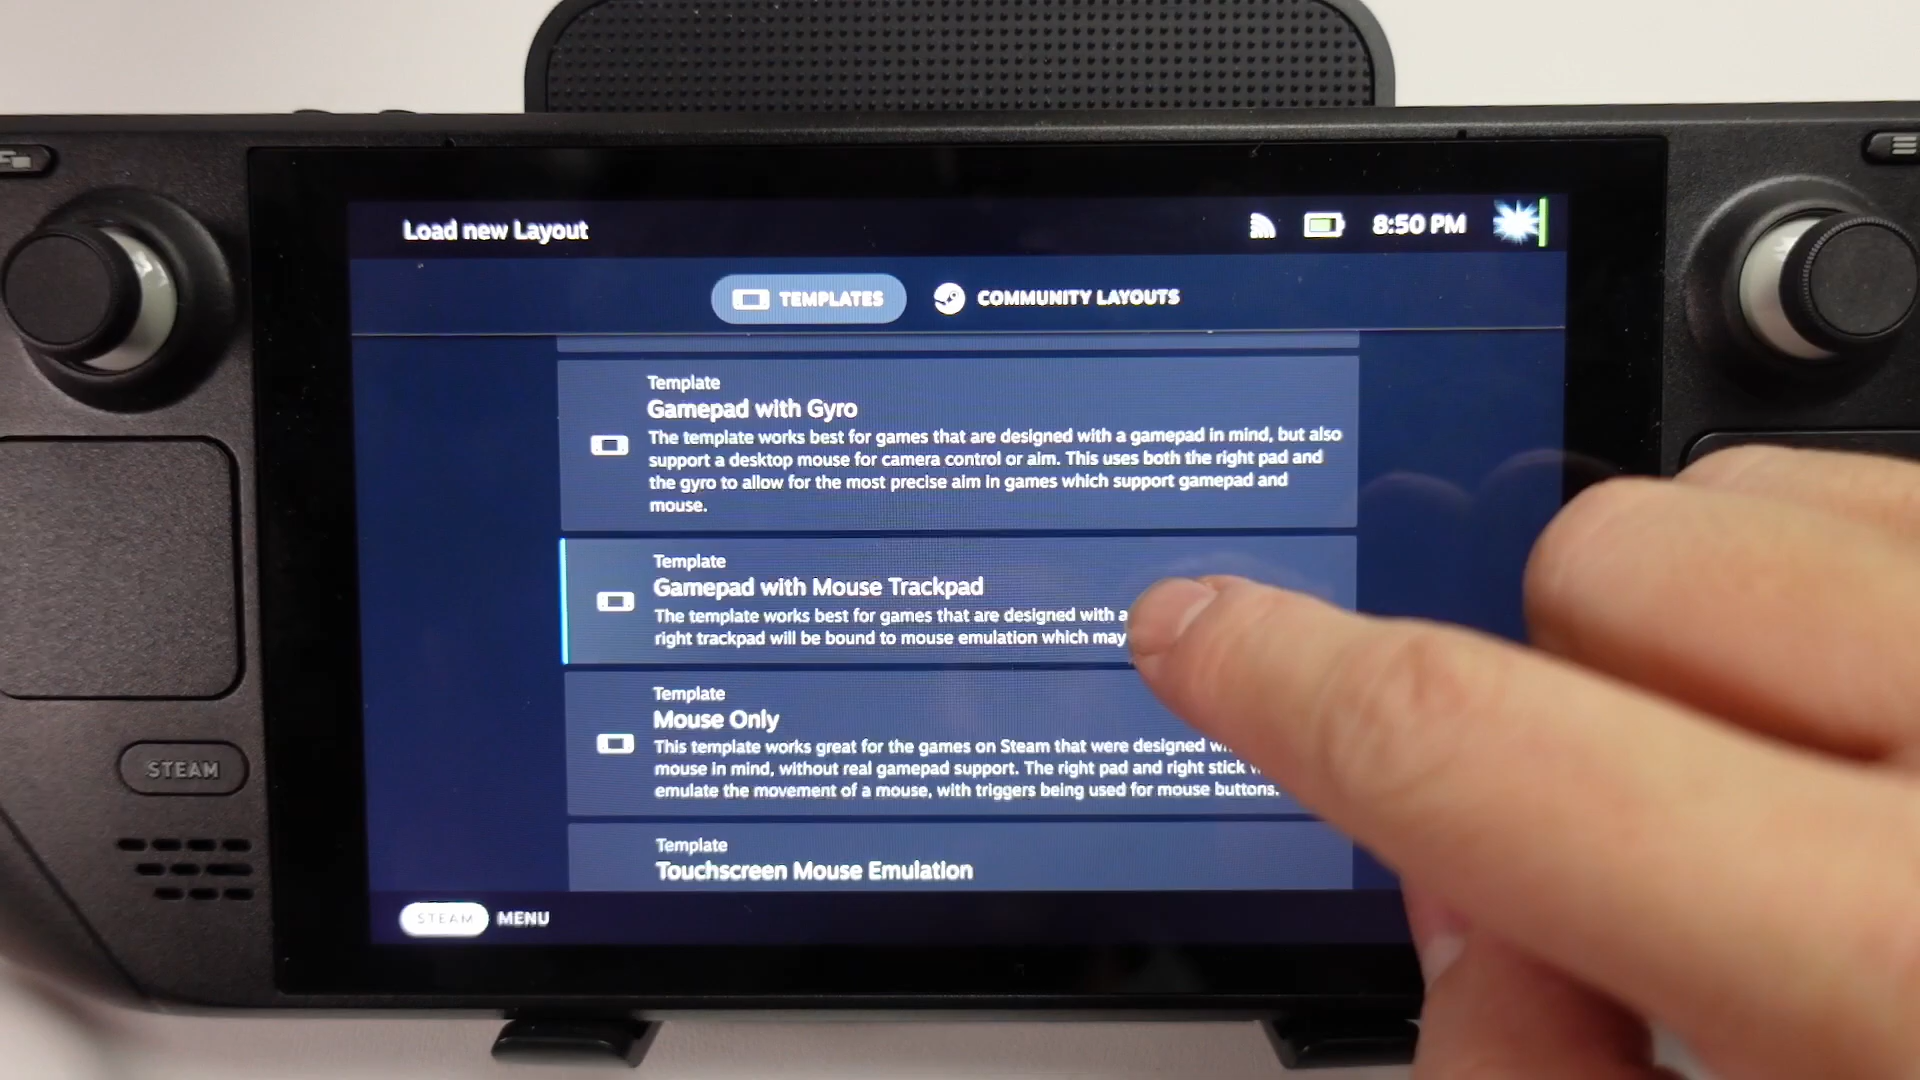 Load new Layout
8:50 PM
TEMPLATES
COMMUNITY LAYOUTS
Template
Gamepad with Gyro
The template works best for games that are designed with a gamepad in mind, but also
support a desktop mouse for camera control or aim. This uses both the right pad and
the gyro to allow for the most precise aim in games which support gamepad and
mouse.
Template
Gamepad with Mouse Trackpad
The template works best for games that are designed with a
right trackpad will be bound to mouse emulation which may
Template
Mouse Only
This template works great for the games on Steam that were designed
mouse in mind, without real gamepad support. The right pad and right stick
emulate the movement of a mouse, with triggers being used for mouse buttons.
Template
Touchscreen Mouse Emulation
STEAM
STEAM MENU